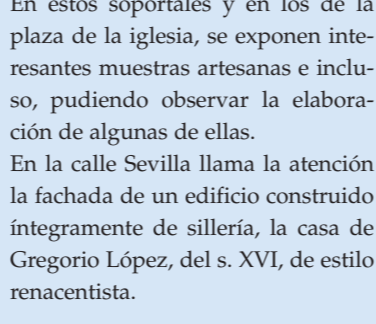 En estos soportales y en los de la
plaza de la iglesia, se exponen inte-
resantes muestras artesanas e inclu-
so, pudiendo observar la elabora-
ción de algunas de ellas.
En la calle Sevilla llama la atención
la fachada de un edificio construido
íntegramente de sillería, la casa de
Gregorio López, del s. XVI, de estilo
renacentista.